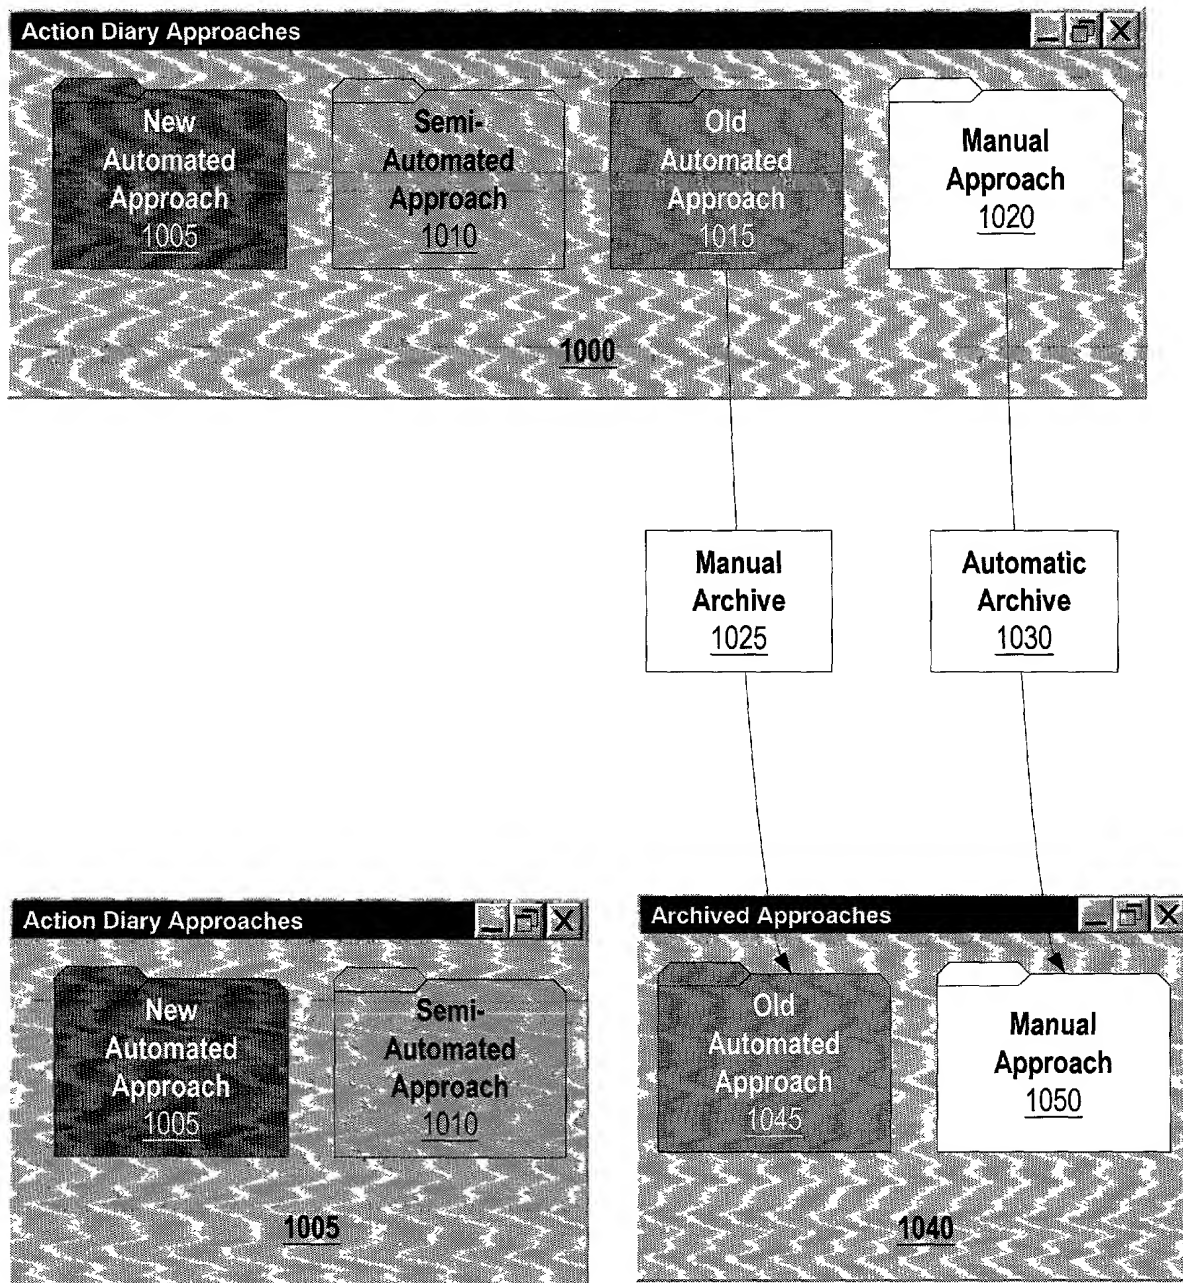 Action Diary Approaches
New
Automated
Approach
1005
Semi-
Automated
Approach
1010
Old
Automated
Approach
1015
Manual
Approach
1020
1000
Manual
Archive
1025
Automatic
Archive
1030
Action Diary Approaches
New
Automated
Approach
1005
Semi-
Automated
Approach
1010
1005
Archived Approaches
Old
Automated
Approach
1045
Manual
Approach
1050
1040